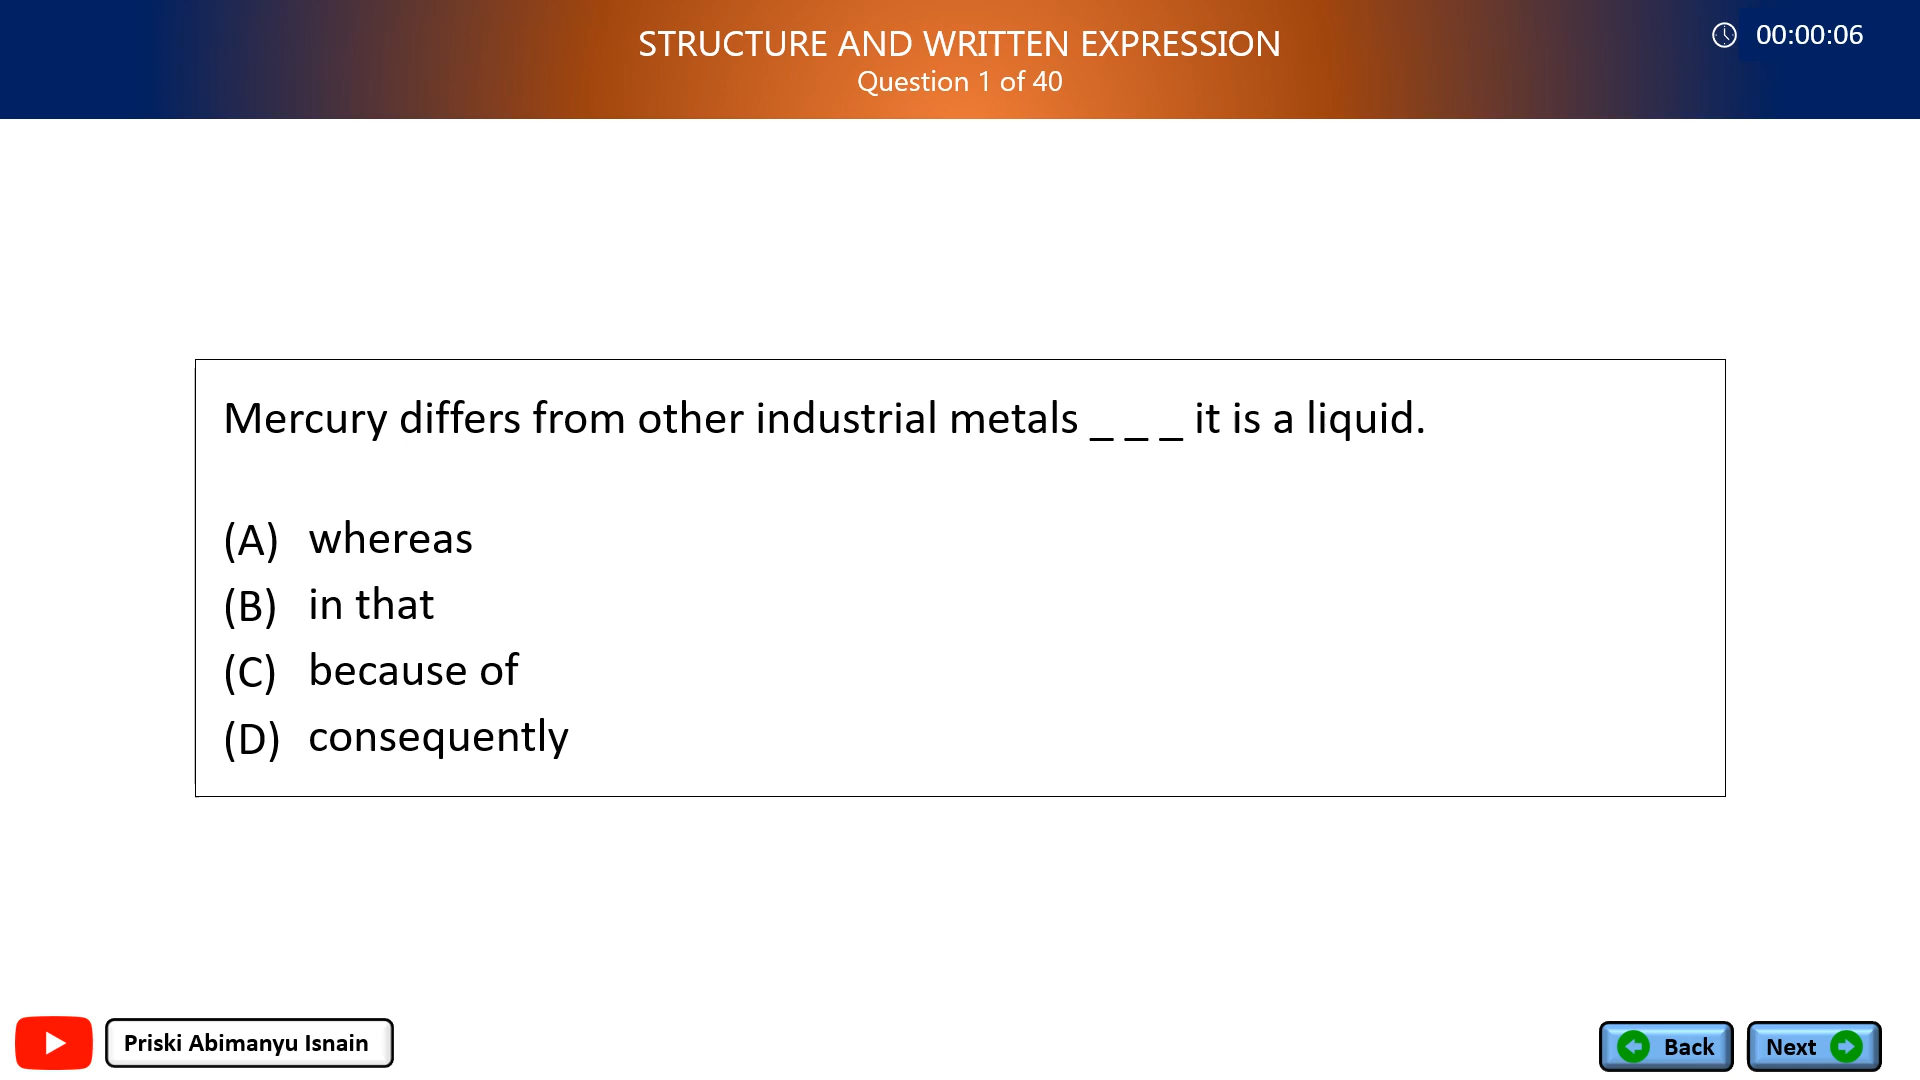 STRUCTURE AND WRITTEN EXPRESSION
Question 1 of 40
00:00:06
Mercury differs from other industrial metals _ _ _ it is a liquid.
(A) whereas
(B) in that
(C) because of
(D) consequently
Priski Abimanyu Isnain
Back
Next